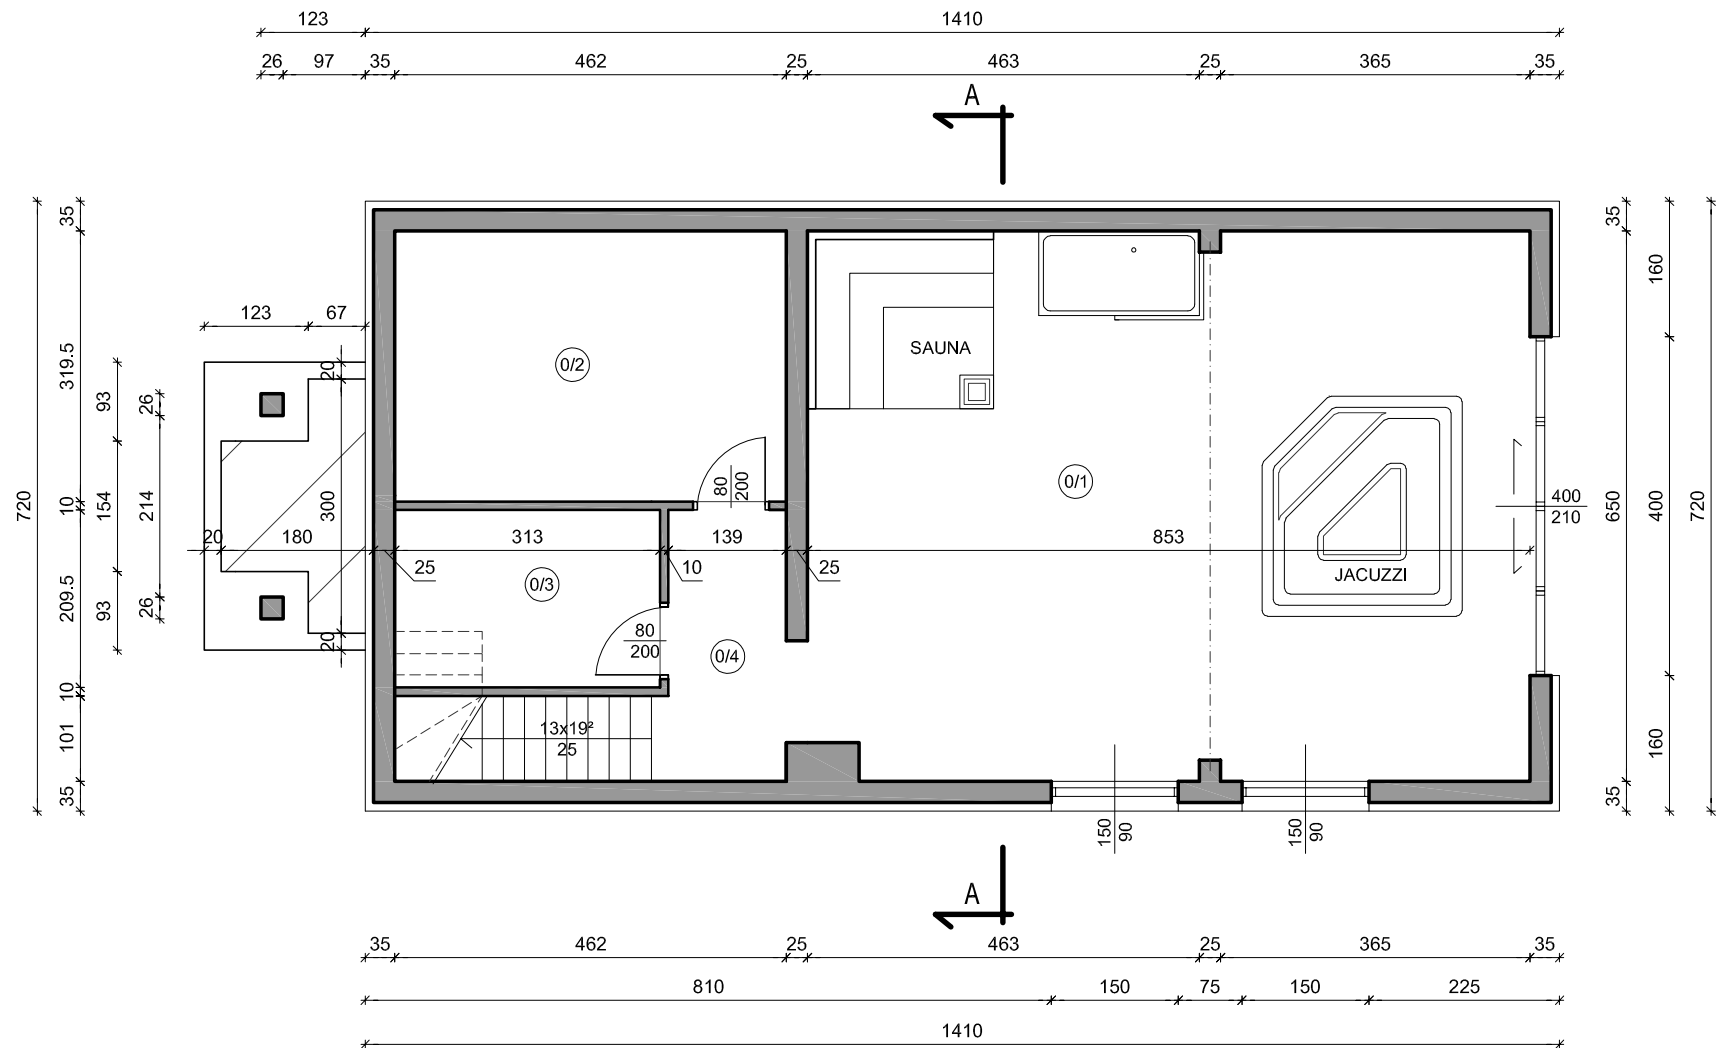 123 1410
26 97 35 462 25 463 25 365 35
A
35 35
160
123 67
319.5 20 SAUNA
0/2
93 26
0/1
80
200
720 10 154 214 300 400
210 650 400 720
20 180 313 139 853
25 10 25
0/3 JACUZZI
209.5 93 26
80
200
20 0/4
10
101 13x19²
25 160
35 35
150
90 150
90
A
35 462 25 463 25 365 35
810 150 75 150 225
1410